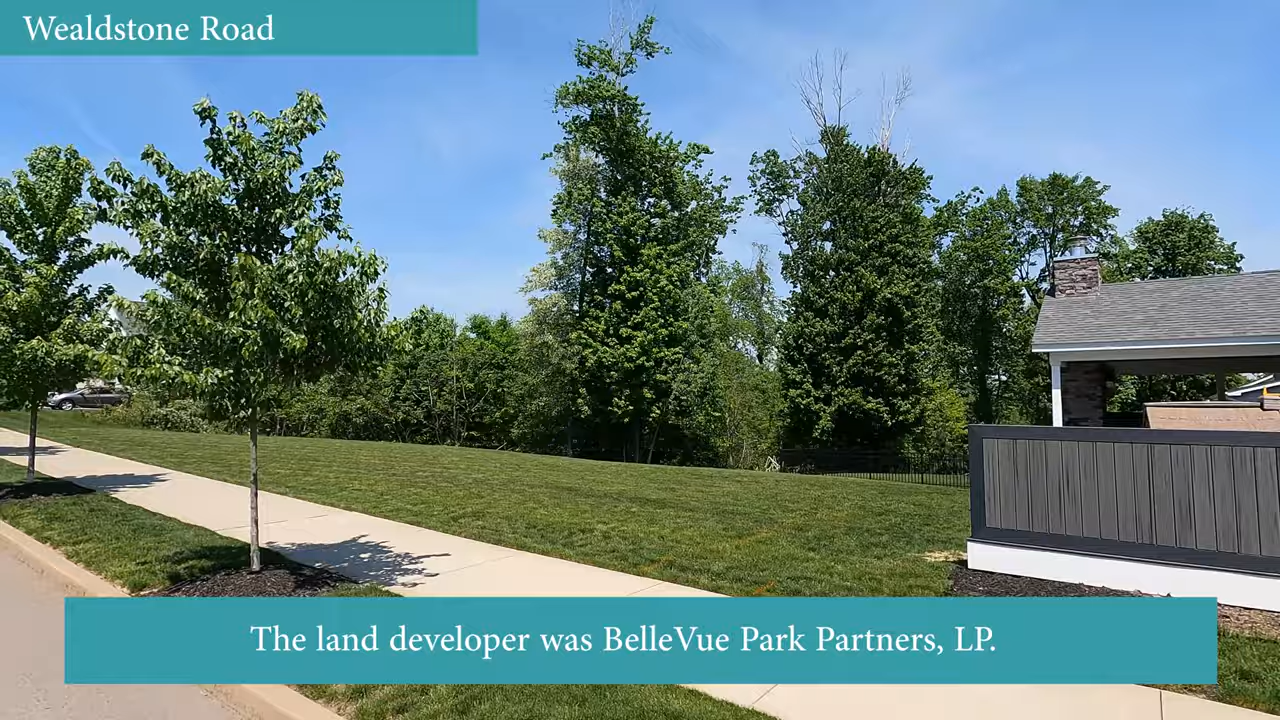 Wealdstone Road
The land developer was BelleVue Park Partners, LP.